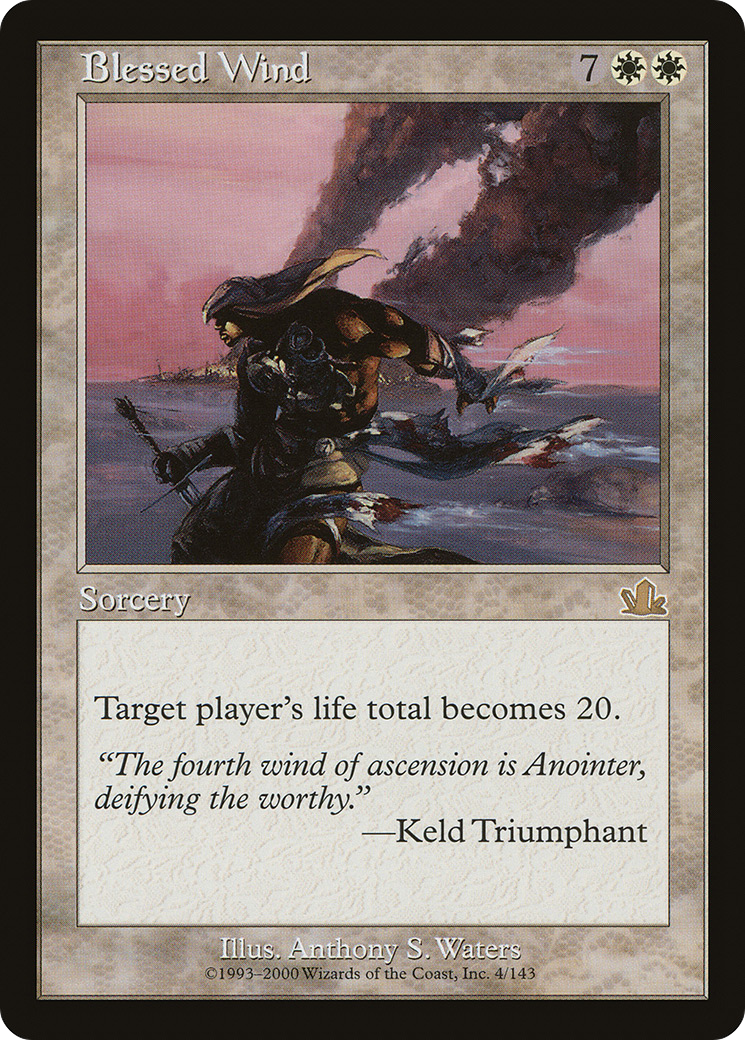 Blessed Wind 7
Sorcery
Target player's life total becomes 20.
“The fourth wind of ascension is Anointer,
deifying the worthy.”
—Keld Triumphant
Illus. Anthony S. Waters
©1993–2000 Wizards of the Coast, Inc. 4/143